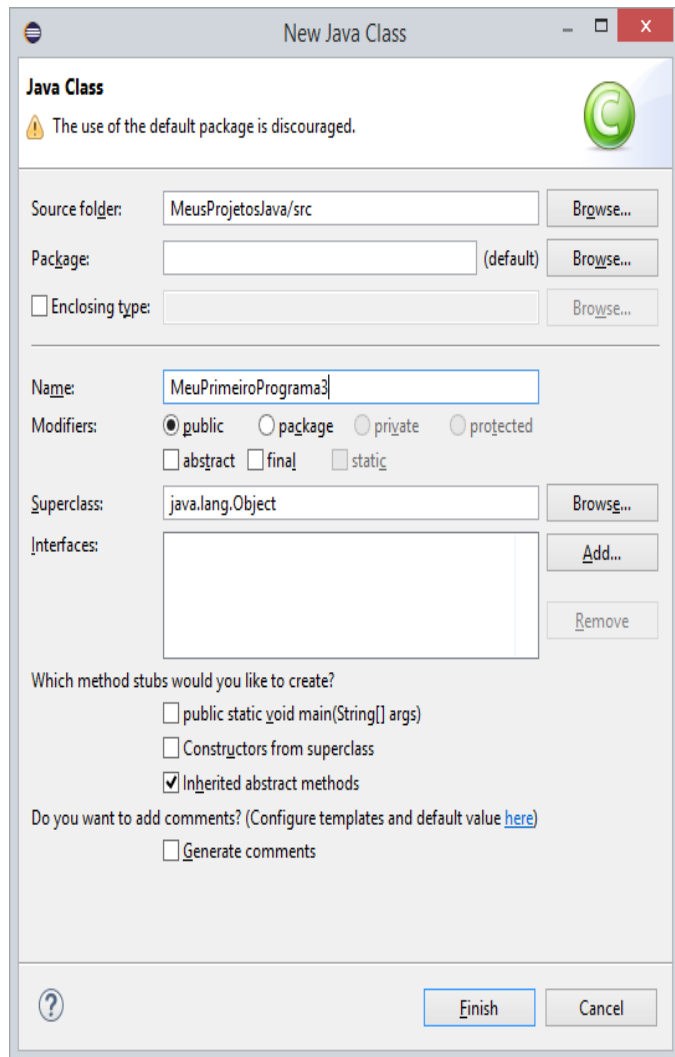 New Java Class
Java Class
The use of the default package is discouraged.
Source folder: MeusProjetosJava/src Browse...
Package: (default) Browse...
Enclosing type: Browse...
Name: MeuPrimeiroPrograma3
Modifiers: public package private protected
abstract final static
Superclass: java.lang.Object Browse...
Interfaces: Add...
Remove
Which method stubs would you like to create?
public static void main(String[] args)
Constructors from superclass
Inherited abstract methods
Do you want to add comments? (Configure templates and default value here)
Generate comments
Finish Cancel